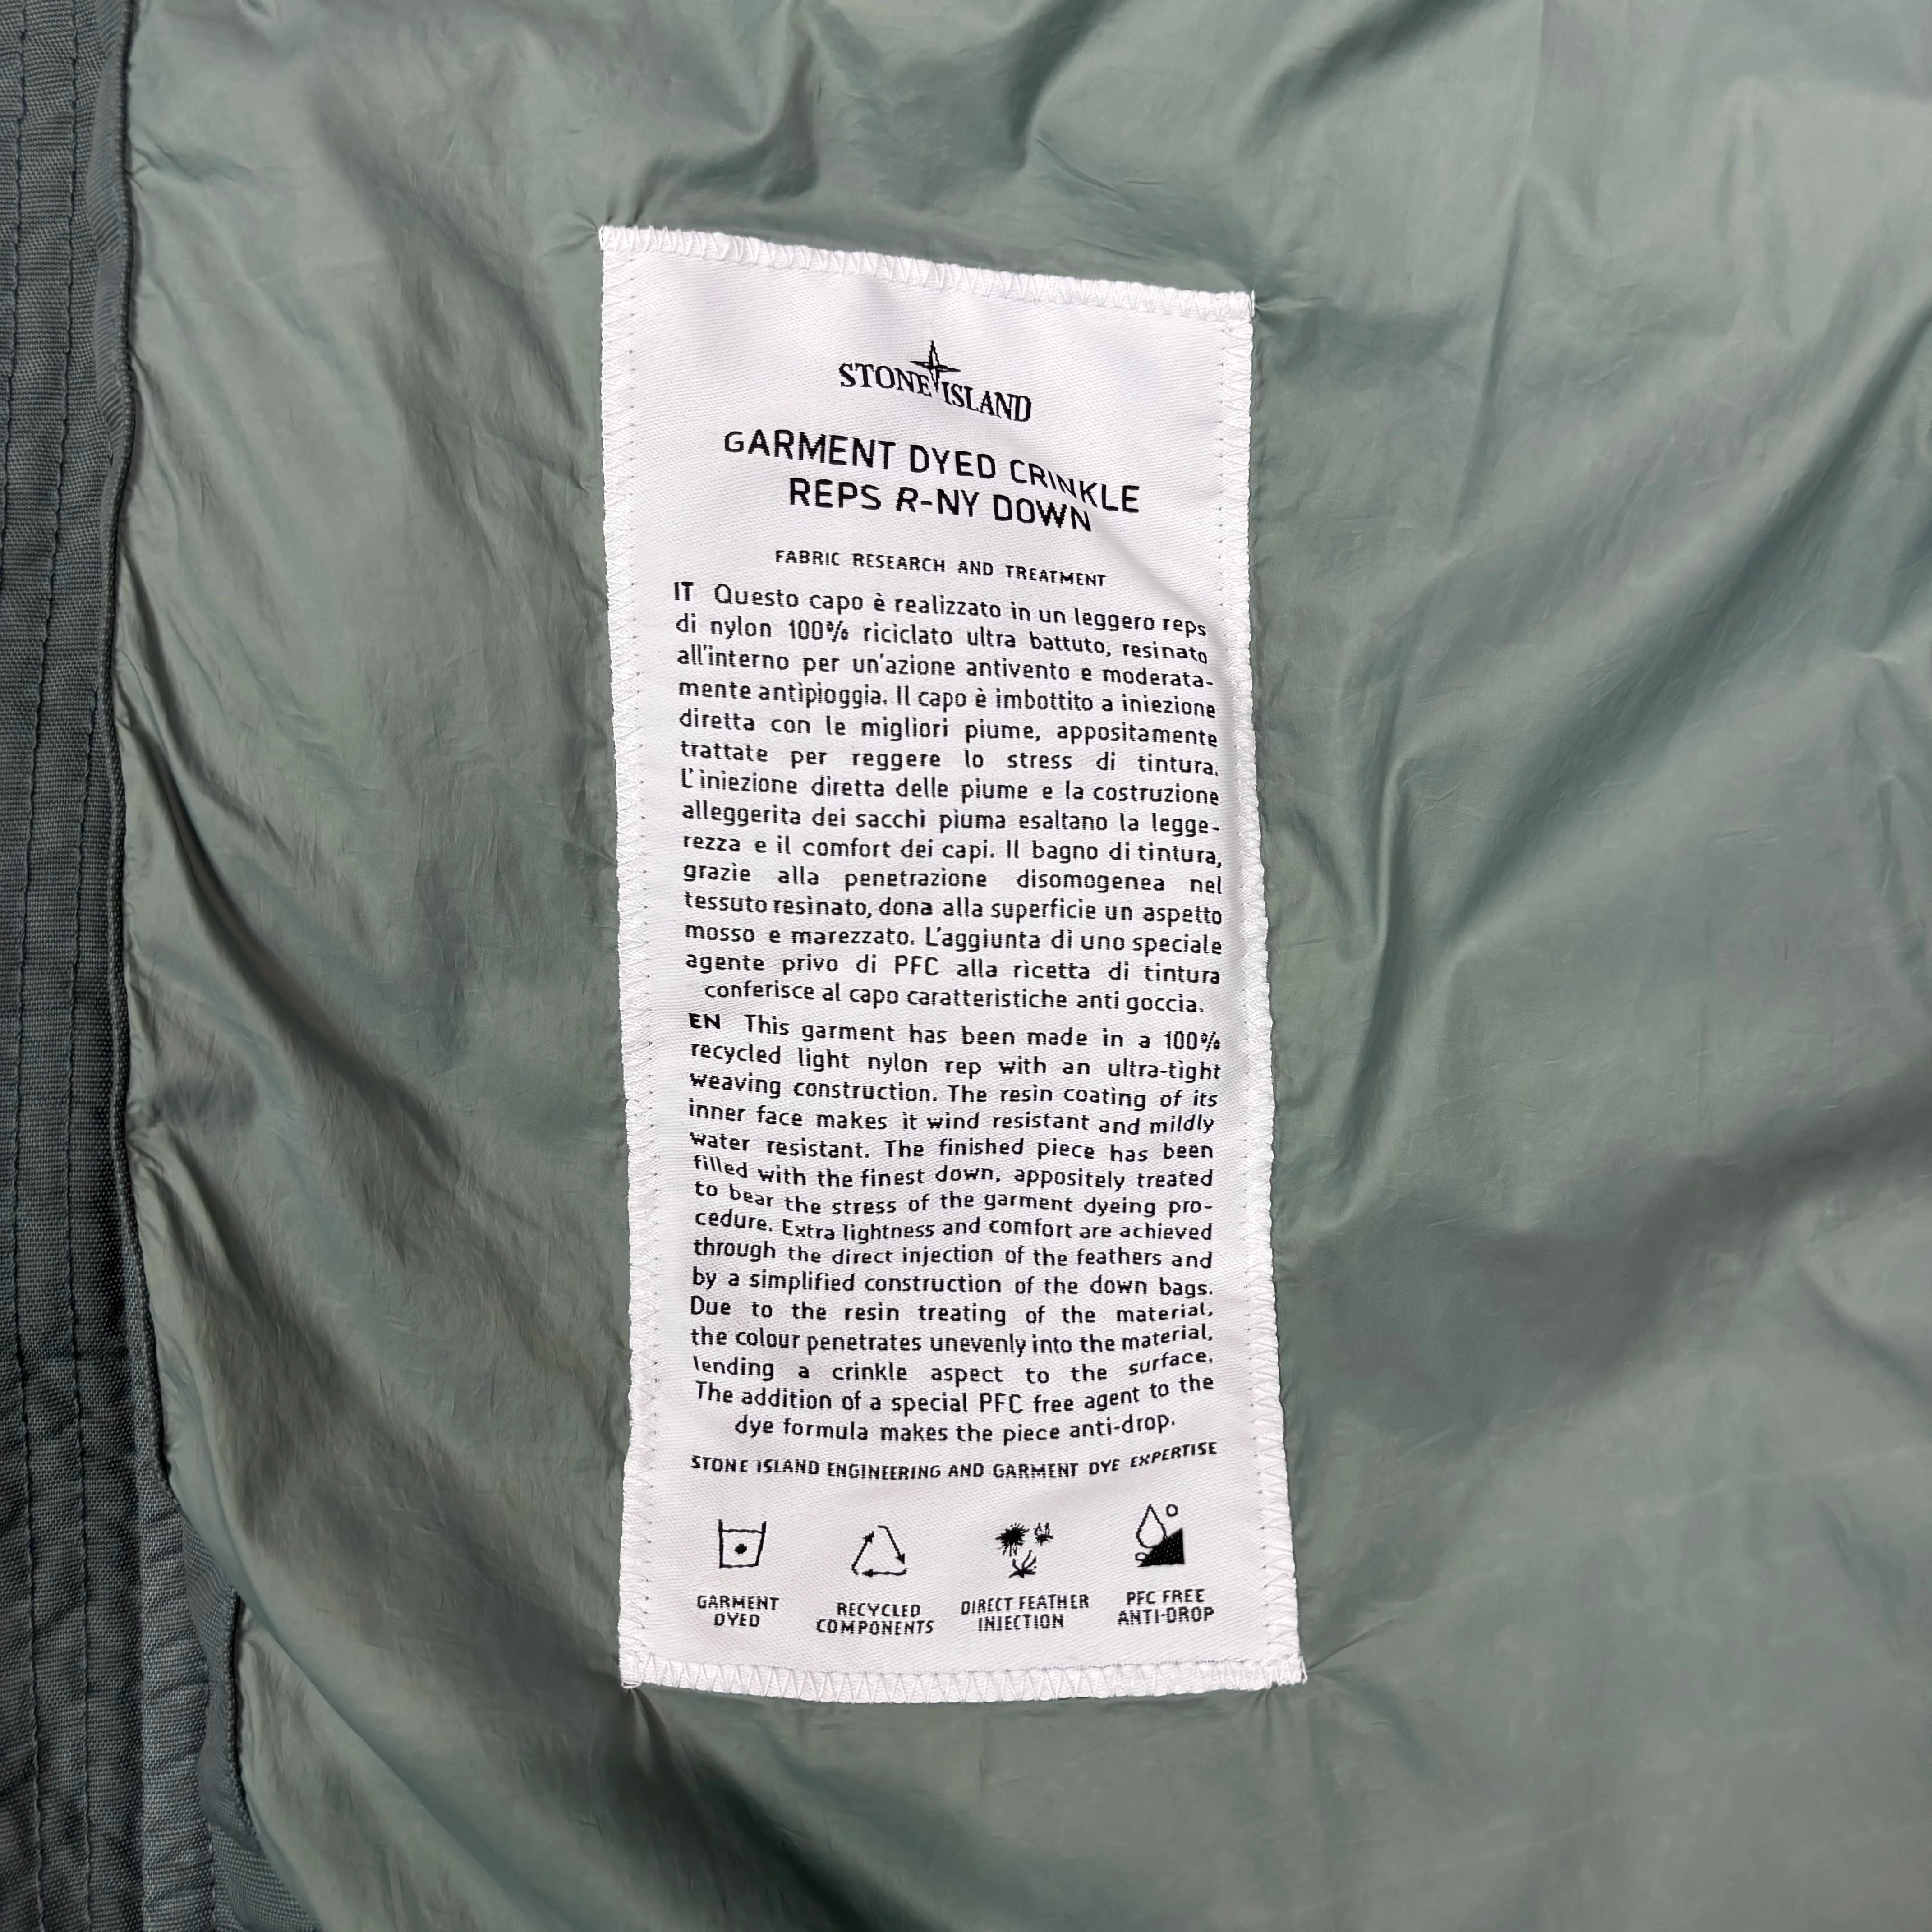 STONE ISLAND
GARMENT DYED CRINKLE
REPS R-NY DOWN
FABRIC RESEARCH AND TREATMENT
IT Questo capo è realizzato in un leggero reps
di nylon 100% riciclato ultra battuto, resinato
all'interno per un'azione antivento e moderata-
mente antipioggia. Il capo è imbottito a iniezione
diretta con le migliori piume, appositamente
trattate per reggere lo stress di tintura.
L'iniezione diretta delle piume e la costruzione
alleggerita dei sacchi piuma esaltano la legge-
rezza e il comfort dei capi. Il bagno di tintura,
grazie alla penetrazione disomogenea nel
tessuto resinato, dona alla superficie un aspetto
mosso e marezzato. L'aggiunta di uno speciale
agente privo di PFC alla ricetta di tintura
conferisce al capo caratteristiche anti goccia.
EN This garment has been made in a 100%
recycled light nylon rep with an ultra-tight
weaving construction. The resin coating of its
inner face makes it wind resistant and mildly
water resistant. The finished piece has been
filled with the finest down, appositely treated
to bear the stress of the garment dyeing pro-
cedure. Extra lightness and comfort are achieved
through the direct injection of the feathers and
by a simplified construction of the down bags.
Due to the resin treating of the material,
the colour penetrates unevenly into the material,
lending a crinkle aspect to the surface.
The addition of a special PFC free agent to the
dye formula makes the piece anti-drop.
STONE ISLAND ENGINEERING AND GARMENT DYE EXPERTISE
GARMENT
DYED
RECYCLED
COMPONENTS
DIRECT FEATHER
INJECTION
PFC FREE
ANTI-DROP